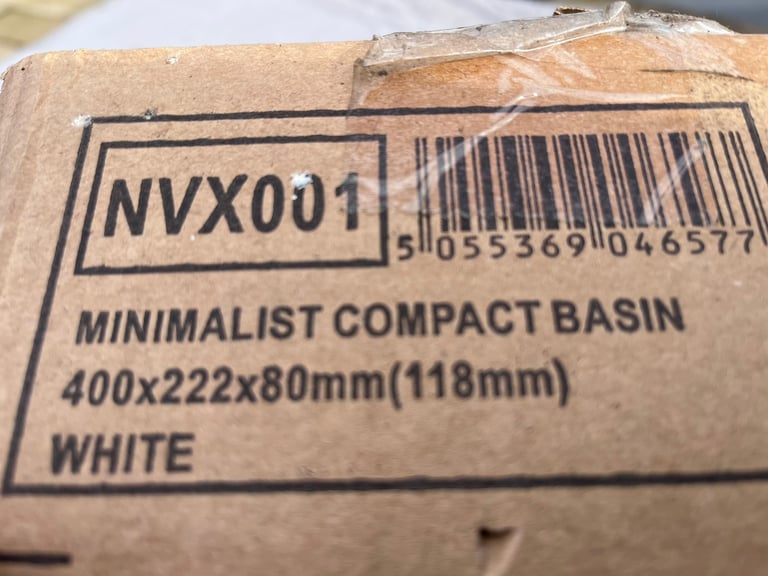 NVX001
5 055369 046577
MINIMALIST COMPACT BASIN
400x222x80mm(118mm)
WHITE